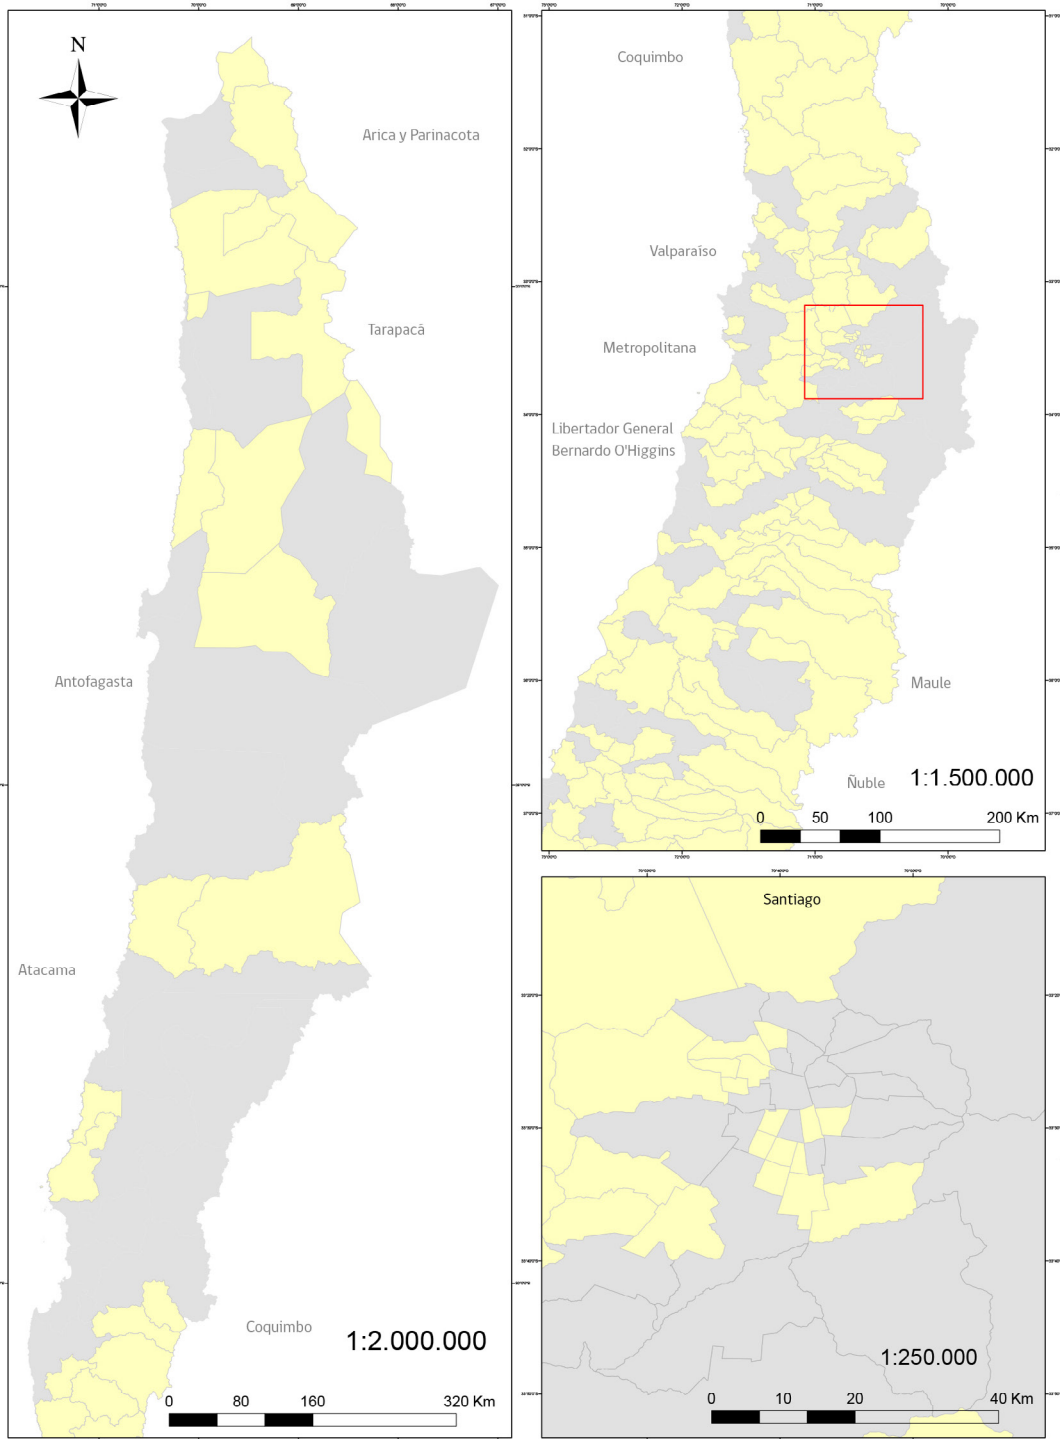 N
Arica y Parinacota
Tarapacá
Antofagasta
Atacama
Coquimbo
1:2.000.000
0 80 160 320 Km
Coquimbo
Valparaíso
Metropolitana
Libertador General
Bernardo O'Higgins
Maule
Ñuble
1:1.500.000
0 50 100 200 Km
Santiago
1:250.000
0 10 20 40 Km